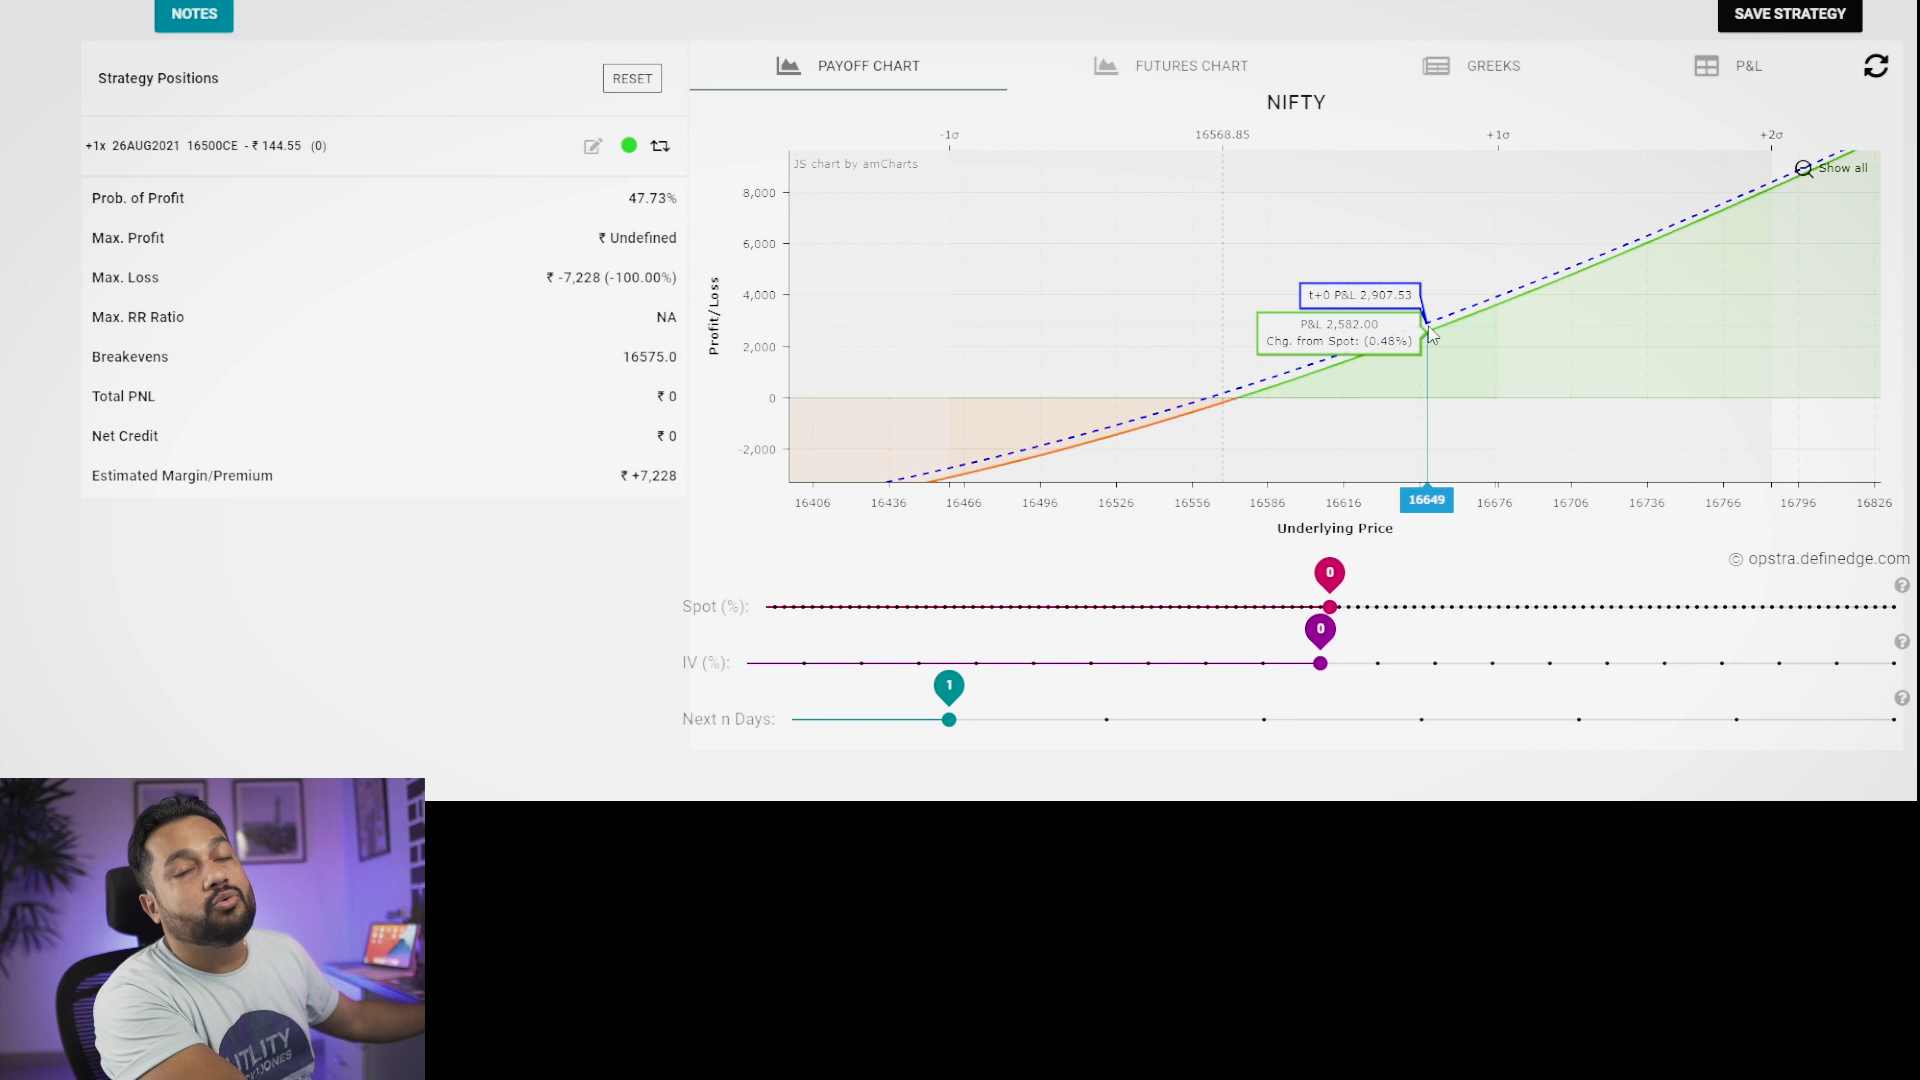 NOTES
SAVE STRATEGY
Strategy Positions
RESET
PAYOFF CHART
FUTURES CHART
GREEKS
P&L
NIFTY
+1x 26AUG2021 16500CE - ₹ 144.55 (0)
Prob. of Profit 47.73%
Max. Profit ₹ Undefined
Max. Loss ₹ -7,228 (-100.00%)
Max. RR Ratio NA
Breakevens 16575.0
Total PNL ₹ 0
Net Credit ₹ 0
Estimated Margin/Premium ₹ +7,228
-1σ 16568.85 +1σ +2σ
JS chart by amCharts
Show all
8,000
6,000
4,000
2,000
0
-2,000
Profit/Loss
t+0 P&L 2,907.53
P&L 2,582.00
Chg. from Spot: (0.48%)
16406 16436 16466 16496 16526 16556 16586 16616 16649 16676 16706 16736 16766 16796 16826
Underlying Price
© opstra.definedge.com
0
Spot (%):
0
IV (%):
1
Next n Days:
?
?
?